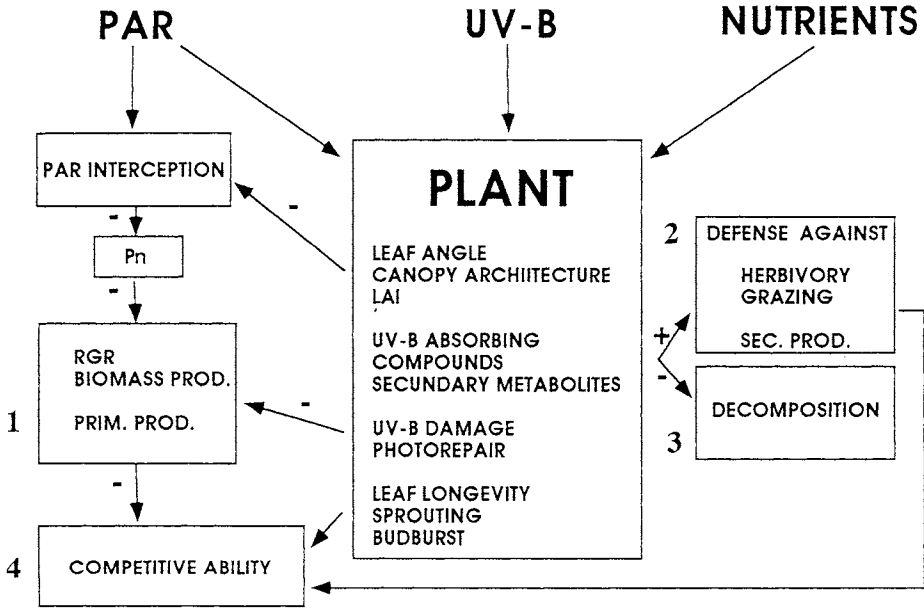 PAR
UV-B
NUTRIENTS
PAR INTERCEPTION
-
Pn
-
1
RGR
BIOMASS PROD.
PRIM. PROD.
-
4
COMPETITIVE ABILITY
-
-
PLANT
LEAF ANGLE
CANOPY ARCHIITECTURE
LAI
UV-B ABSORBING
COMPOUNDS
SECUNDARY METABOLITES
UV-B DAMAGE
PHOTOREPAIR
LEAF LONGEVITY
SPROUTING
BUDBURST
+
-
2
DEFENSE AGAINST
HERBIVORY
GRAZING
SEC. PROD.
3
DECOMPOSITION